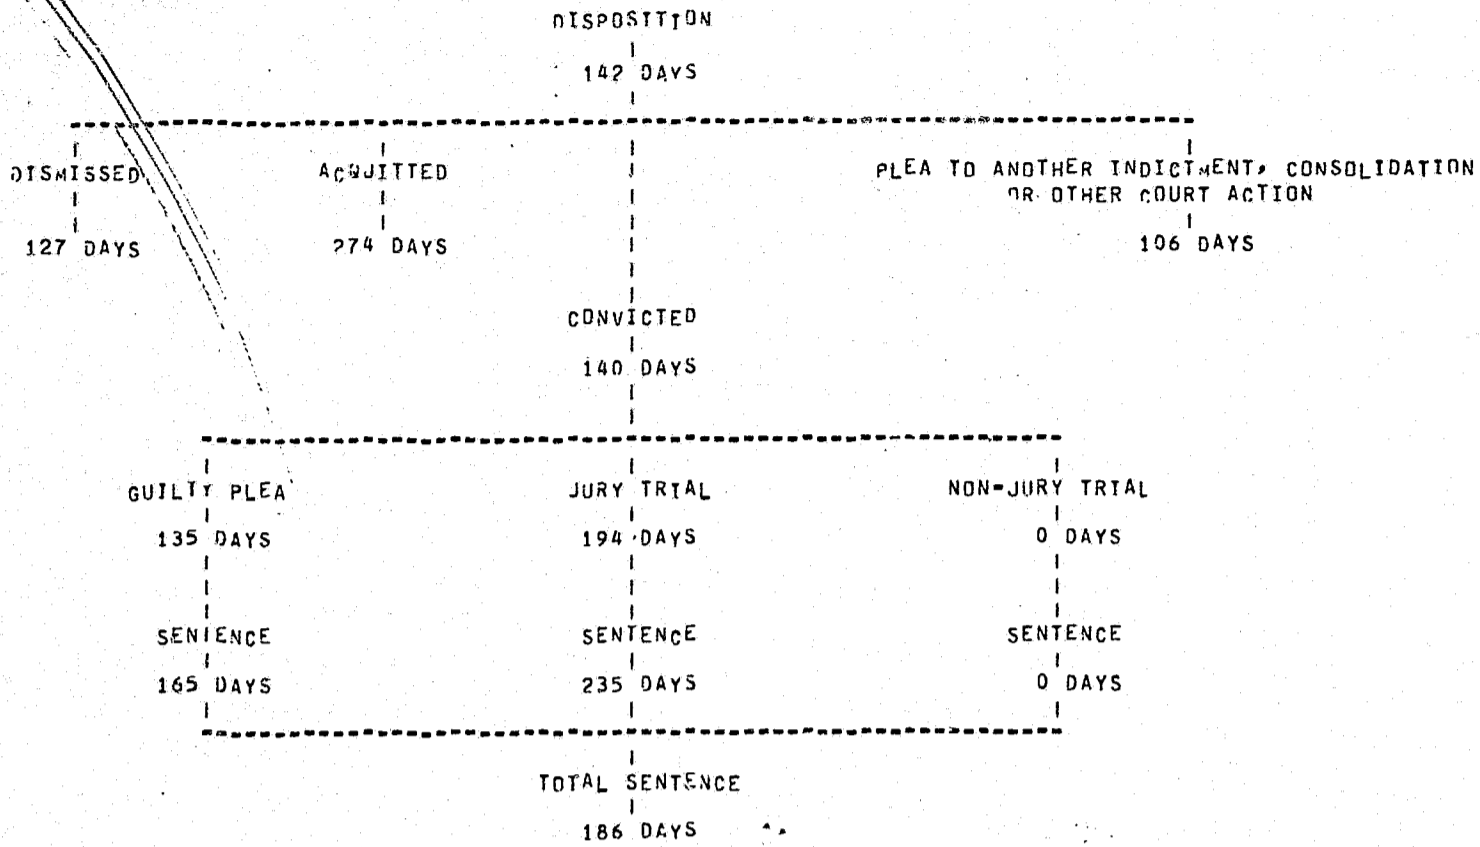 DISPOSITION
142 DAYS
DISMISSED ACQUITTED PLEA TO ANOTHER INDICTMENT, CONSOLIDATION
OR OTHER COURT ACTION
127 DAYS 274 DAYS 106 DAYS
CONVICTED
140 DAYS
GUILTY PLEA JURY TRIAL NON-JURY TRIAL
135 DAYS 194 DAYS 0 DAYS
SENTENCE SENTENCE SENTENCE
165 DAYS 235 DAYS 0 DAYS
TOTAL SENTENCE
186 DAYS